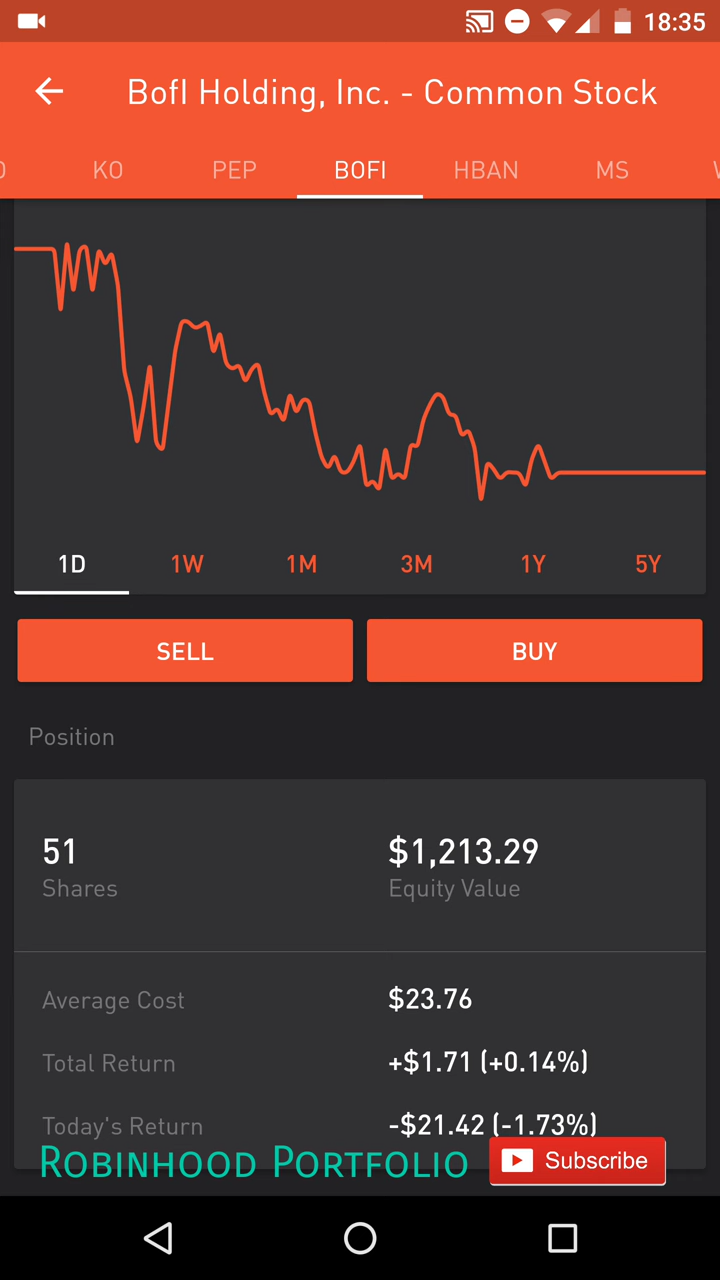 18:35
BofI Holding, Inc. - Common Stock
KO PEP BOFI HBAN MS
1D 1W 1M 3M 1Y 5Y
SELL BUY
Position
51 $1,213.29
Shares Equity Value
Average Cost $23.76
Total Return +$1.71 (+0.14%)
Today's Return -$21.42 (-1.73%)
ROBINHOOD PORTFOLIO Subscribe